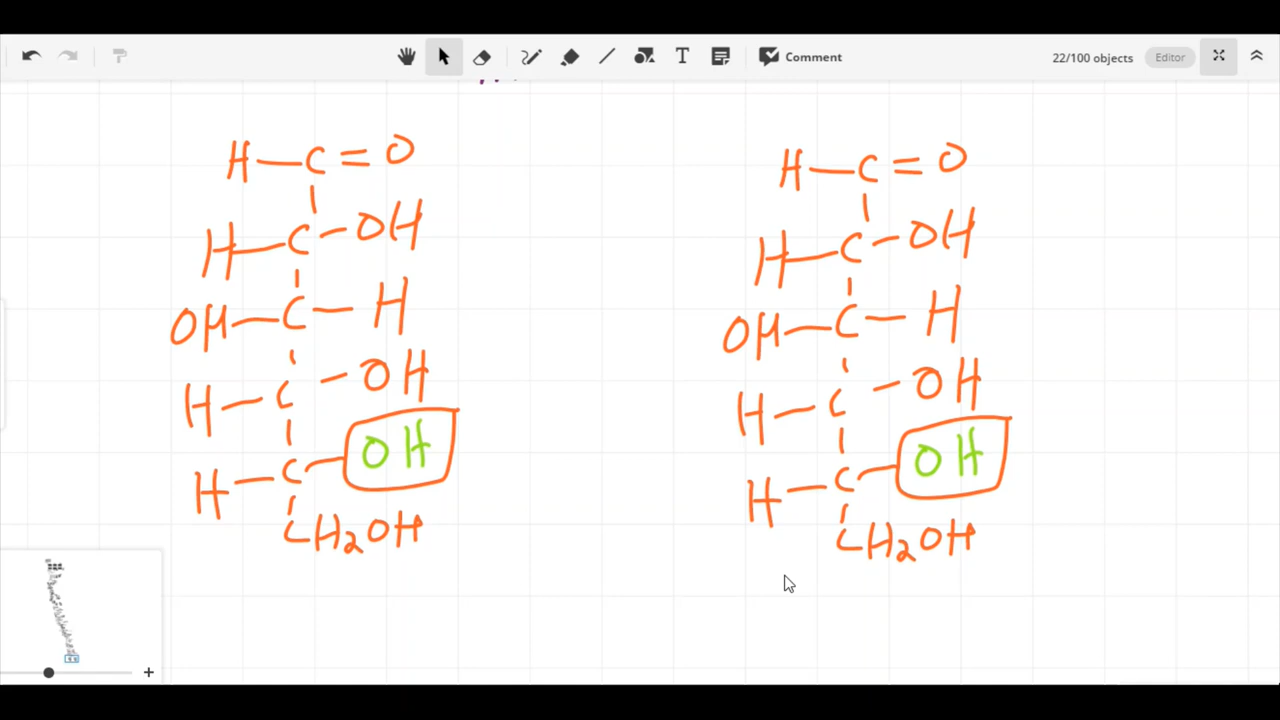 Comment
22/100 objects
Editor
H—C=O
H—C—OH
OH—C—H
H—C—OH
H—C—OH
CH₂OH
H—C=O
H—C—OH
OH—C—H
H—C—OH
H—C—OH
CH₂OH